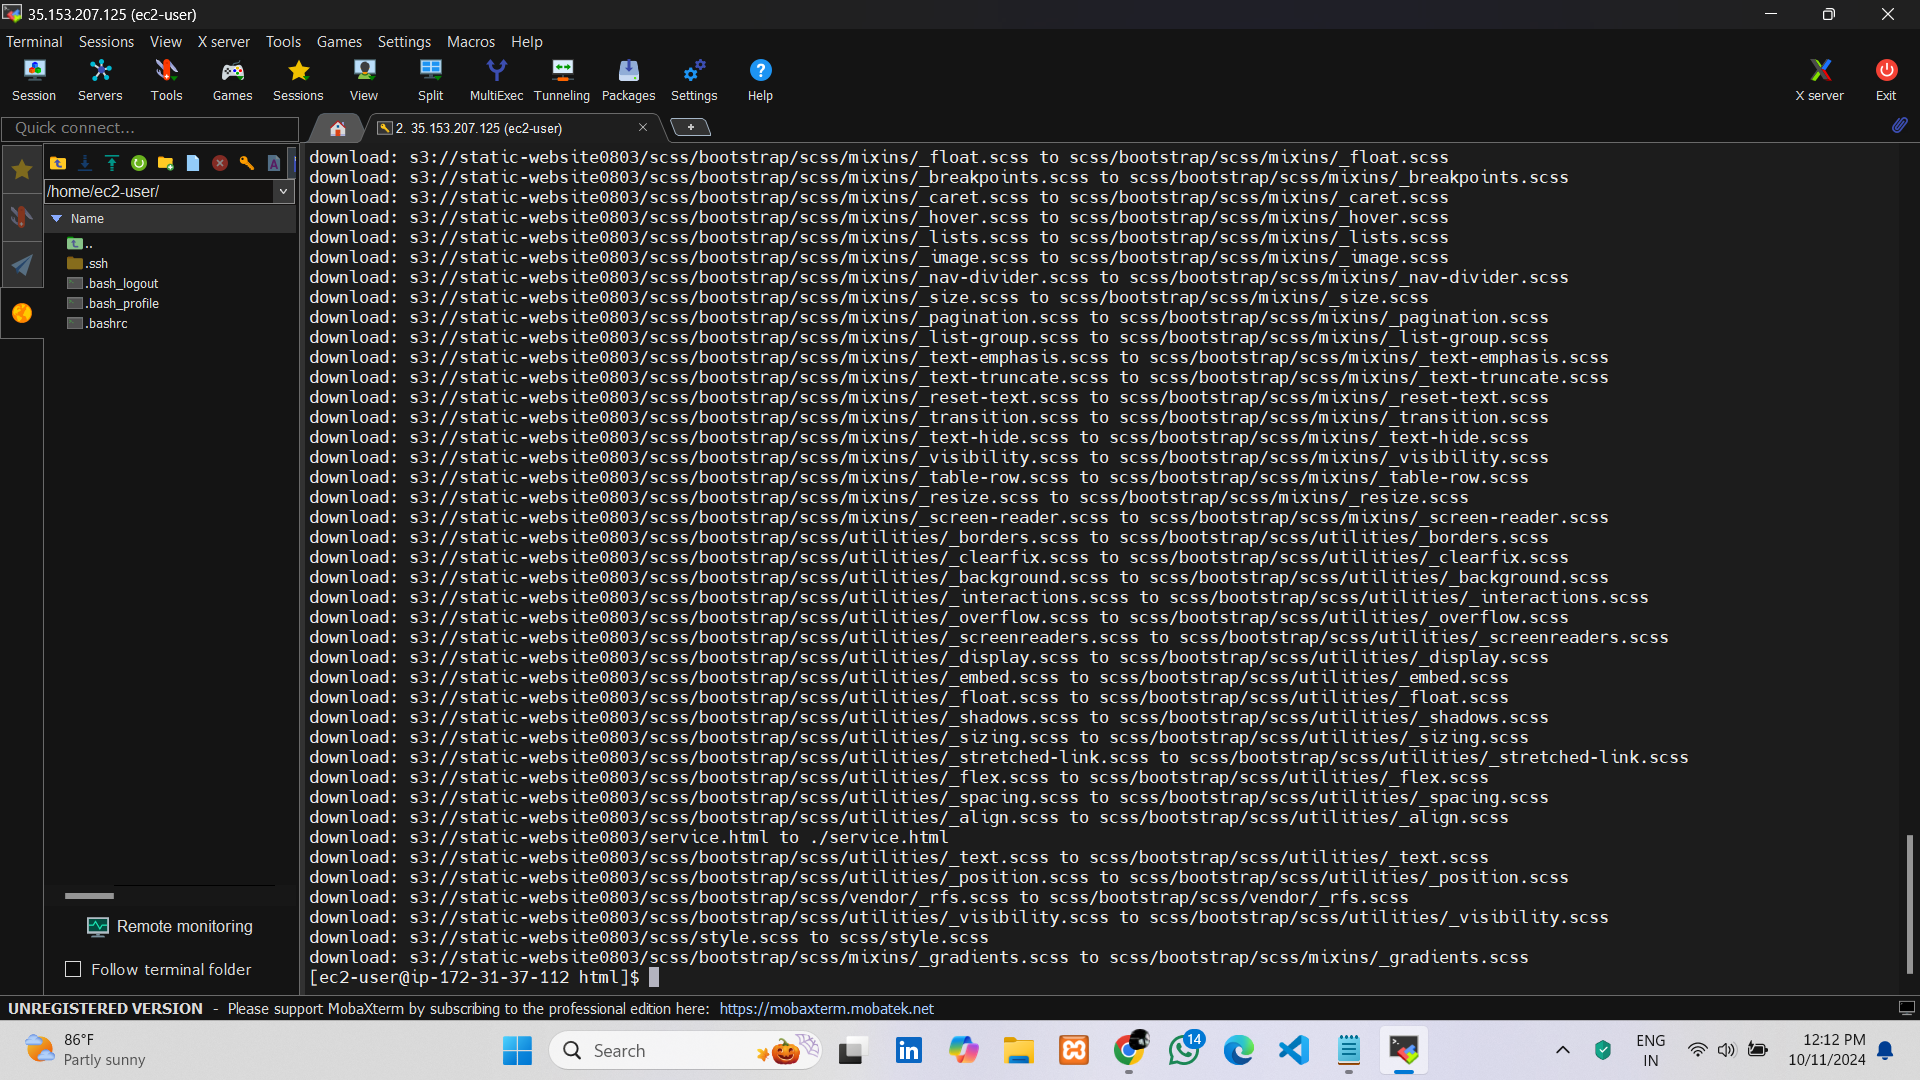 35.153.207.125 (ec2-user)
Terminal Sessions View X server Tools Games Settings Macros Help
Session Servers Tools Games Sessions View Split MultiExec Tunneling Packages Settings Help X server Exit
Quick connect...
2. 35.153.207.125 (ec2-user)
/home/ec2-user/
Name
..
.ssh
.bash_logout
.bash_profile
.bashrc
Remote monitoring
Follow terminal folder
download: s3://static-website0803/scss/bootstrap/scss/mixins/_float.scss to scss/bootstrap/scss/mixins/_float.scss
download: s3://static-website0803/scss/bootstrap/scss/mixins/_breakpoints.scss to scss/bootstrap/scss/mixins/_breakpoints.scss
download: s3://static-website0803/scss/bootstrap/scss/mixins/_caret.scss to scss/bootstrap/scss/mixins/_caret.scss
download: s3://static-website0803/scss/bootstrap/scss/mixins/_hover.scss to scss/bootstrap/scss/mixins/_hover.scss
download: s3://static-website0803/scss/bootstrap/scss/mixins/_lists.scss to scss/bootstrap/scss/mixins/_lists.scss
download: s3://static-website0803/scss/bootstrap/scss/mixins/_image.scss to scss/bootstrap/scss/mixins/_image.scss
download: s3://static-website0803/scss/bootstrap/scss/mixins/_nav-divider.scss to scss/bootstrap/scss/mixins/_nav-divider.scss
download: s3://static-website0803/scss/bootstrap/scss/mixins/_size.scss to scss/bootstrap/scss/mixins/_size.scss
download: s3://static-website0803/scss/bootstrap/scss/mixins/_pagination.scss to scss/bootstrap/scss/mixins/_pagination.scss
download: s3://static-website0803/scss/bootstrap/scss/mixins/_list-group.scss to scss/bootstrap/scss/mixins/_list-group.scss
download: s3://static-website0803/scss/bootstrap/scss/mixins/_text-emphasis.scss to scss/bootstrap/scss/mixins/_text-emphasis.scss
download: s3://static-website0803/scss/bootstrap/scss/mixins/_text-truncate.scss to scss/bootstrap/scss/mixins/_text-truncate.scss
download: s3://static-website0803/scss/bootstrap/scss/mixins/_reset-text.scss to scss/bootstrap/scss/mixins/_reset-text.scss
download: s3://static-website0803/scss/bootstrap/scss/mixins/_transition.scss to scss/bootstrap/scss/mixins/_transition.scss
download: s3://static-website0803/scss/bootstrap/scss/mixins/_text-hide.scss to scss/bootstrap/scss/mixins/_text-hide.scss
download: s3://static-website0803/scss/bootstrap/scss/mixins/_visibility.scss to scss/bootstrap/scss/mixins/_visibility.scss
download: s3://static-website0803/scss/bootstrap/scss/mixins/_table-row.scss to scss/bootstrap/scss/mixins/_table-row.scss
download: s3://static-website0803/scss/bootstrap/scss/mixins/_resize.scss to scss/bootstrap/scss/mixins/_resize.scss
download: s3://static-website0803/scss/bootstrap/scss/mixins/_screen-reader.scss to scss/bootstrap/scss/mixins/_screen-reader.scss
download: s3://static-website0803/scss/bootstrap/scss/utilities/_borders.scss to scss/bootstrap/scss/utilities/_borders.scss
download: s3://static-website0803/scss/bootstrap/scss/utilities/_clearfix.scss to scss/bootstrap/scss/utilities/_clearfix.scss
download: s3://static-website0803/scss/bootstrap/scss/utilities/_background.scss to scss/bootstrap/scss/utilities/_background.scss
download: s3://static-website0803/scss/bootstrap/scss/utilities/_interactions.scss to scss/bootstrap/scss/utilities/_interactions.scss
download: s3://static-website0803/scss/bootstrap/scss/utilities/_overflow.scss to scss/bootstrap/scss/utilities/_overflow.scss
download: s3://static-website0803/scss/bootstrap/scss/utilities/_screenreaders.scss to scss/bootstrap/scss/utilities/_screenreaders.scss
download: s3://static-website0803/scss/bootstrap/scss/utilities/_display.scss to scss/bootstrap/scss/utilities/_display.scss
download: s3://static-website0803/scss/bootstrap/scss/utilities/_embed.scss to scss/bootstrap/scss/utilities/_embed.scss
download: s3://static-website0803/scss/bootstrap/scss/utilities/_float.scss to scss/bootstrap/scss/utilities/_float.scss
download: s3://static-website0803/scss/bootstrap/scss/utilities/_shadows.scss to scss/bootstrap/scss/utilities/_shadows.scss
download: s3://static-website0803/scss/bootstrap/scss/utilities/_sizing.scss to scss/bootstrap/scss/utilities/_sizing.scss
download: s3://static-website0803/scss/bootstrap/scss/utilities/_stretched-link.scss to scss/bootstrap/scss/utilities/_stretched-link.scss
download: s3://static-website0803/scss/bootstrap/scss/utilities/_flex.scss to scss/bootstrap/scss/utilities/_flex.scss
download: s3://static-website0803/scss/bootstrap/scss/utilities/_spacing.scss to scss/bootstrap/scss/utilities/_spacing.scss
download: s3://static-website0803/scss/bootstrap/scss/utilities/_align.scss to scss/bootstrap/scss/utilities/_align.scss
download: s3://static-website0803/service.html to ./service.html
download: s3://static-website0803/scss/bootstrap/scss/utilities/_text.scss to scss/bootstrap/scss/utilities/_text.scss
download: s3://static-website0803/scss/bootstrap/scss/utilities/_position.scss to scss/bootstrap/scss/utilities/_position.scss
download: s3://static-website0803/scss/bootstrap/scss/vendor/_rfs.scss to scss/bootstrap/scss/vendor/_rfs.scss
download: s3://static-website0803/scss/bootstrap/scss/utilities/_visibility.scss to scss/bootstrap/scss/utilities/_visibility.scss
download: s3://static-website0803/scss/style.scss to scss/style.scss
download: s3://static-website0803/scss/bootstrap/scss/mixins/_gradients.scss to scss/bootstrap/scss/mixins/_gradients.scss
[ec2-user@ip-172-31-37-112 html]$
UNREGISTERED VERSION - Please support MobaXterm by subscribing to the professional edition here: https://mobaxterm.mobatek.net
86°F
Partly sunny
Search
14
ENG
IN
12:12 PM
10/11/2024